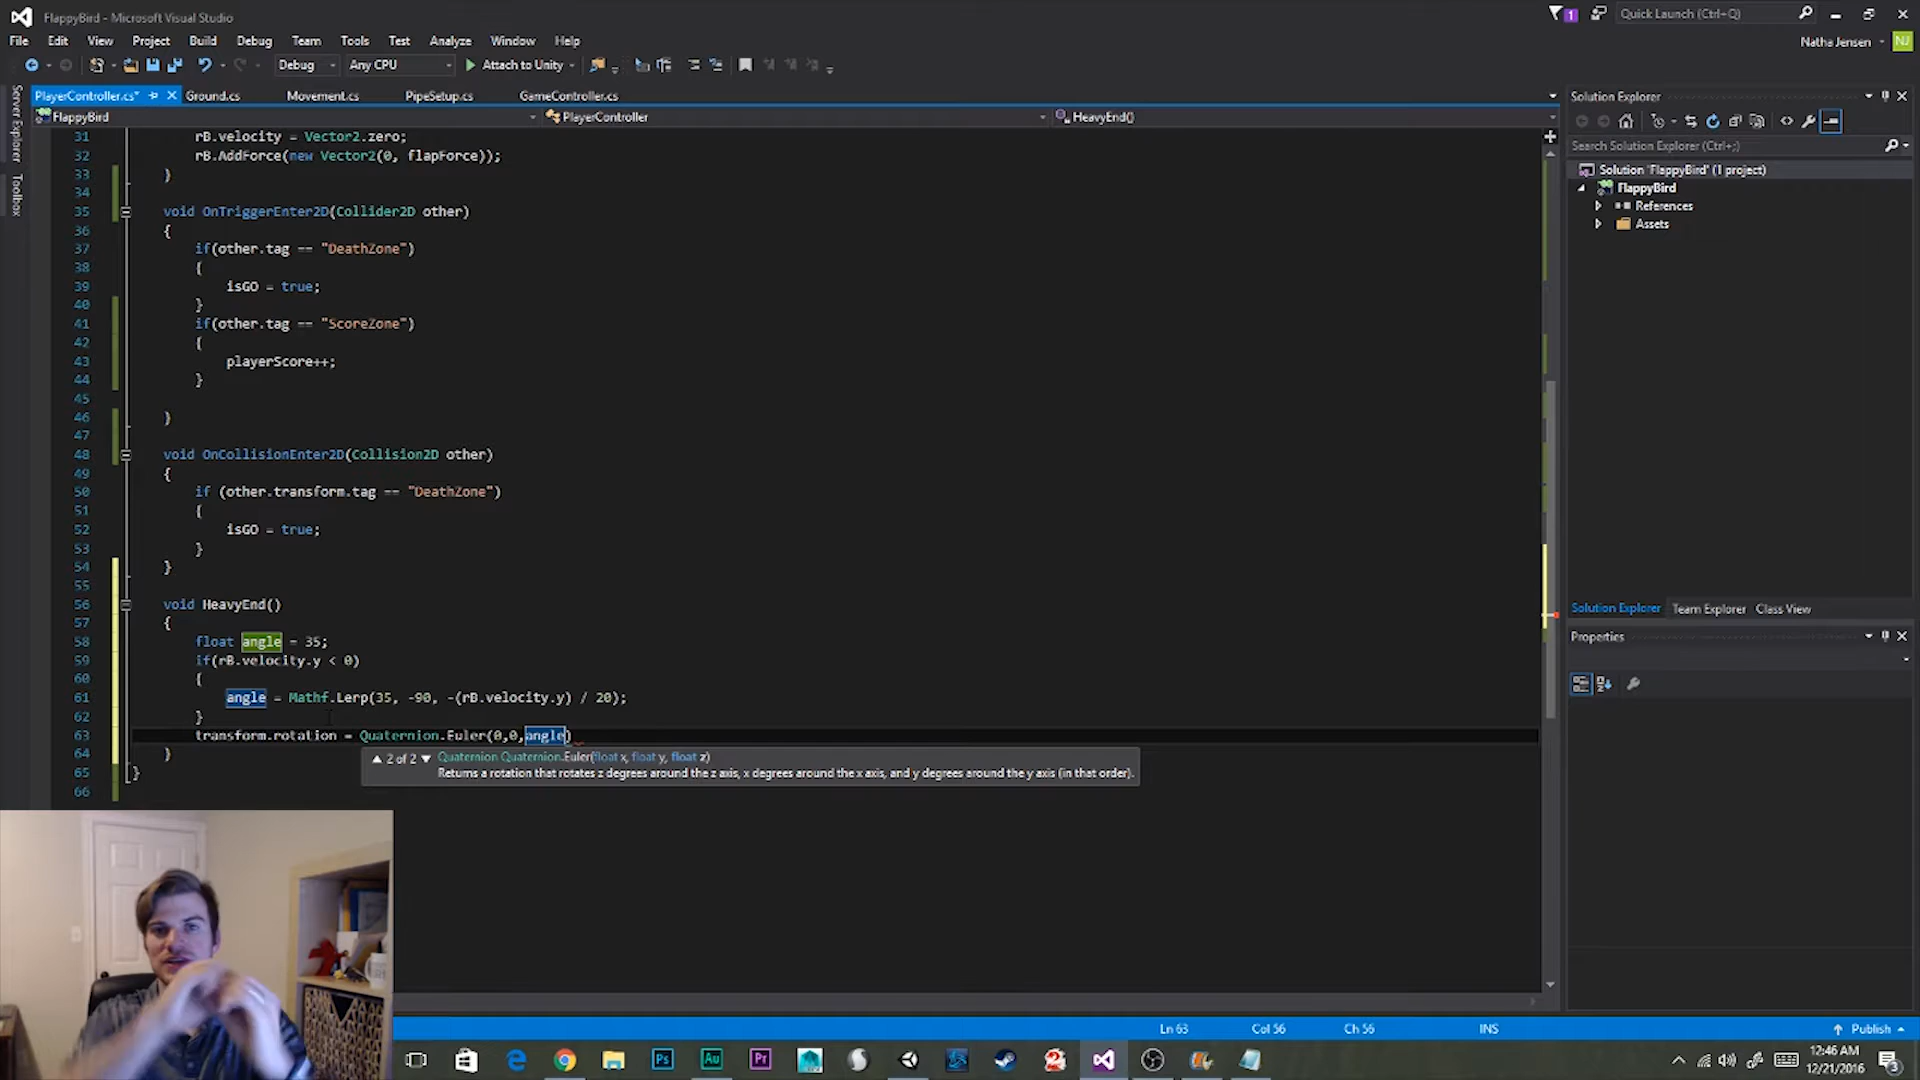 FlappyBird - Microsoft Visual Studio
1
Quick Launch (Ctrl+Q)
File Edit View Project Build Debug Team Tools Test Analyze Window Help
Natha Jensen NJ
Debug Any CPU Attach to Unity
Server Explorer
Toolbox
PlayerController.cs* Ground.cs Movement.cs PipeSetup.cs GameController.cs
FlappyBird PlayerController HeavyEnd()
31 rB.velocity = Vector2.zero;
32 rB.AddForce(new Vector2(0, flapForce));
33 }
34
35 void OnTriggerEnter2D(Collider2D other)
36 {
37 if(other.tag == "DeathZone")
38 {
39 isGO = true;
40 }
41 if(other.tag == "ScoreZone")
42 {
43 playerScore++;
44 }
45
46 }
47
48 void OnCollisionEnter2D(Collision2D other)
49 {
50 if (other.transform.tag == "DeathZone")
51 {
52 isGO = true;
53 }
54 }
55
56 void HeavyEnd()
57 {
58 float angle = 35;
59 if(rB.velocity.y < 0)
60 {
61 angle = Mathf.Lerp(35, -90, -(rB.velocity.y) / 20);
62 }
63 transform.rotation = Quaternion.Euler(0,0,angle)
64 }
65 }
66
▲ 2 of 2 ▼ Quaternion Quaternion.Euler(float x, float y, float z)
Returns a rotation that rotates z degrees around the z axis, x degrees around the x axis, and y degrees around the y axis (in that order).
Solution Explorer
Search Solution Explorer (Ctrl+;)
Solution 'FlappyBird' (1 project)
FlappyBird
References
Assets
Solution Explorer Team Explorer Class View
Properties
Ln 63 Col 56 Ch 56 INS Publish
Ps Au Pr
12:46 AM
12/21/2016
3